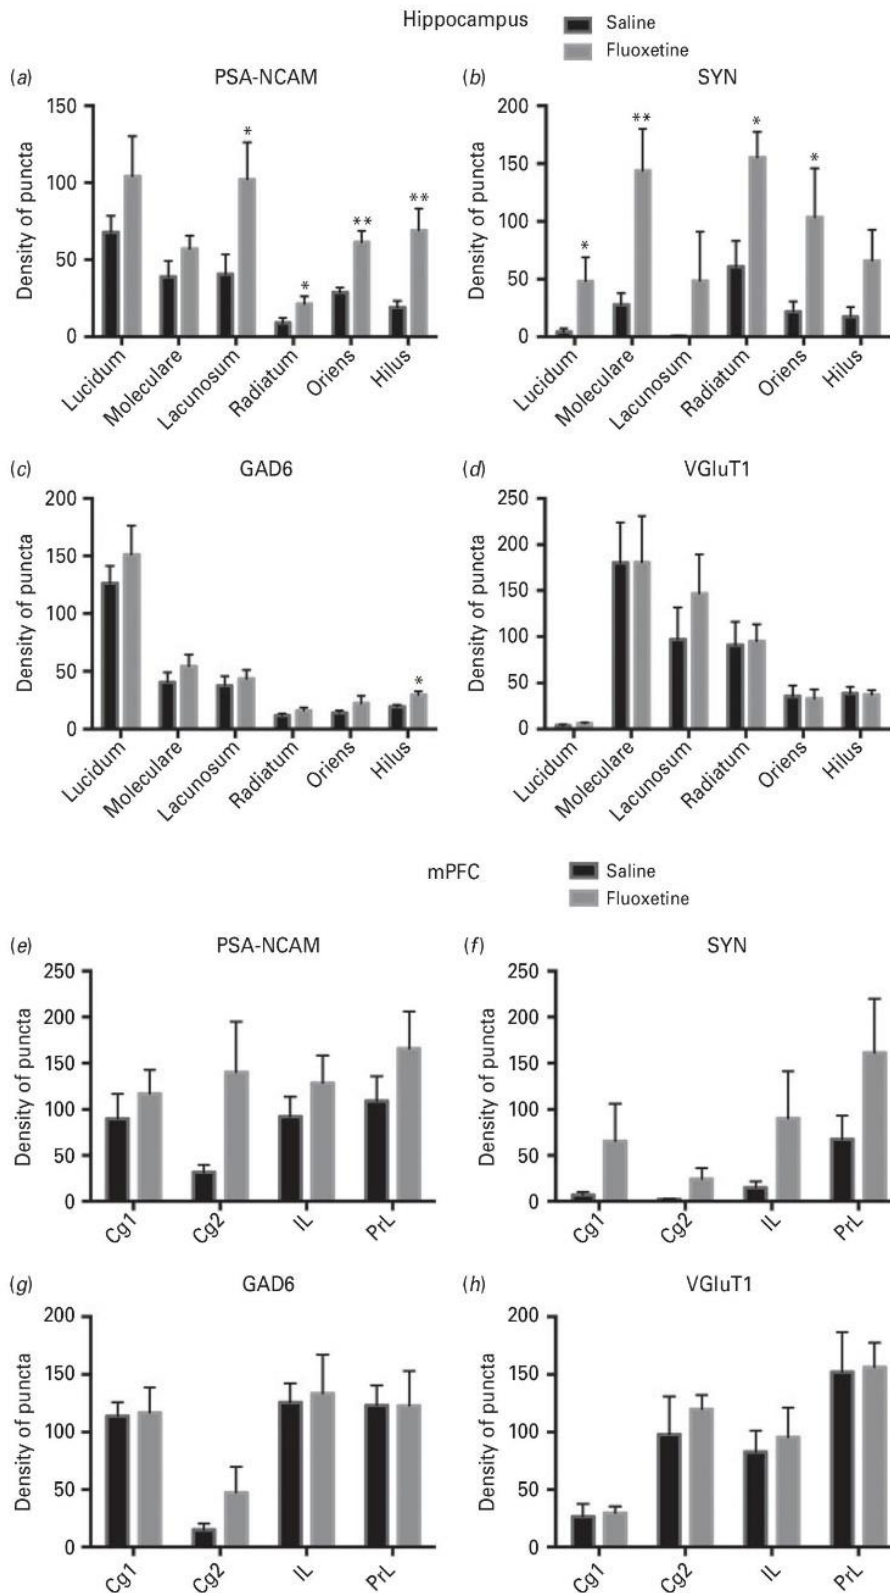 Hippocampus
Saline
Fluoxetine
(a) PSA-NCAM
150
100
50
0
Density of puncta
*
*
**
**
Lucidum Moleculare Lacunosum Radiatum Oriens Hilus
(b) SYN
200
150
100
50
0
Density of puncta
*
**
*
*
Lucidum Moleculare Lacunosum Radiatum Oriens Hilus
(c) GAD6
200
150
100
50
0
Density of puncta
*
Lucidum Moleculare Lacunosum Radiatum Oriens Hilus
(d) VGluT1
250
200
150
100
50
0
Density of puncta
Lucidum Moleculare Lacunosum Radiatum Oriens Hilus
mPFC
Saline
Fluoxetine
(e) PSA-NCAM
250
200
150
100
50
0
Density of puncta
Cg1 Cg2 IL PrL
(f) SYN
250
200
150
100
50
0
Density of puncta
Cg1 Cg2 IL PrL
(g) GAD6
200
150
100
50
0
Density of puncta
Cg1 Cg2 IL PrL
(h) VGluT1
200
150
100
50
0
Density of puncta
Cg1 Cg2 IL PrL